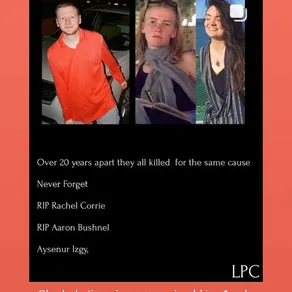 Over 20 years apart they all killed for the same cause
Never Forget
RIP Rachel Corrie
RIP Aaron Bushnel
Aysenur Izgy,
LPC